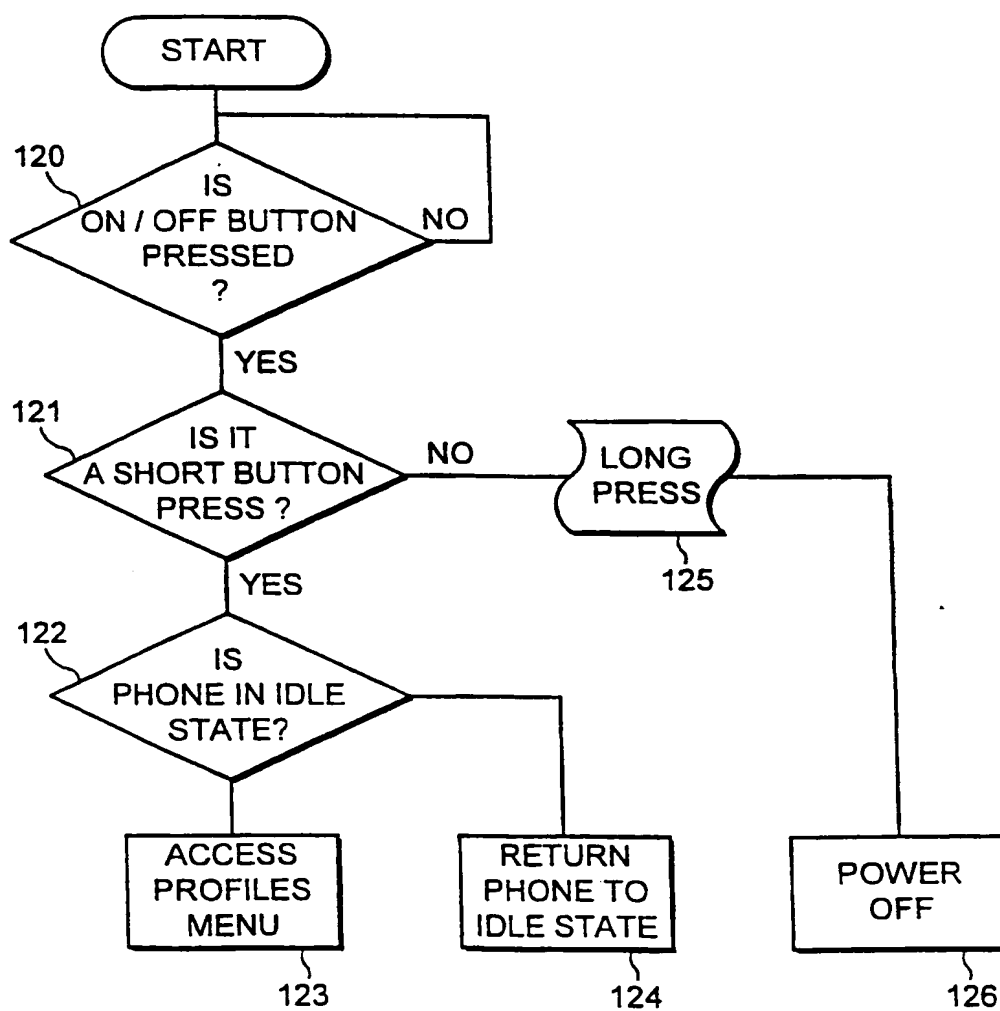 START
120
IS
ON / OFF BUTTON
PRESSED
?
NO
YES
121
IS IT
A SHORT BUTTON
PRESS ?
NO
LONG
PRESS
125
YES
122
IS
PHONE IN IDLE
STATE?
ACCESS
PROFILES
MENU
123
RETURN
PHONE TO
IDLE STATE
124
POWER
OFF
126